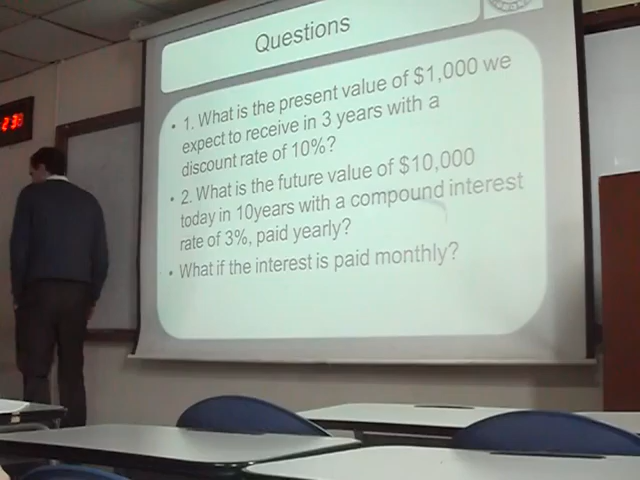 Questions
• 1. What is the present value of $1,000 we
expect to receive in 3 years with a
discount rate of 10%?
• 2. What is the future value of $10,000
today in 10years with a compound interest
rate of 3%, paid yearly?
• What if the interest is paid monthly?